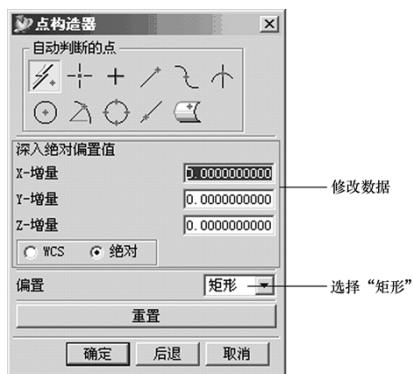 点构造器
自动判断的点
深入绝对偏置值
X-增量 0.0000000000
修改数据
Y-增量 0.0000000000
Z-增量 0.0000000000
WCS 绝对
偏置 矩形
选择“矩形”
重置
确定 后退 取消